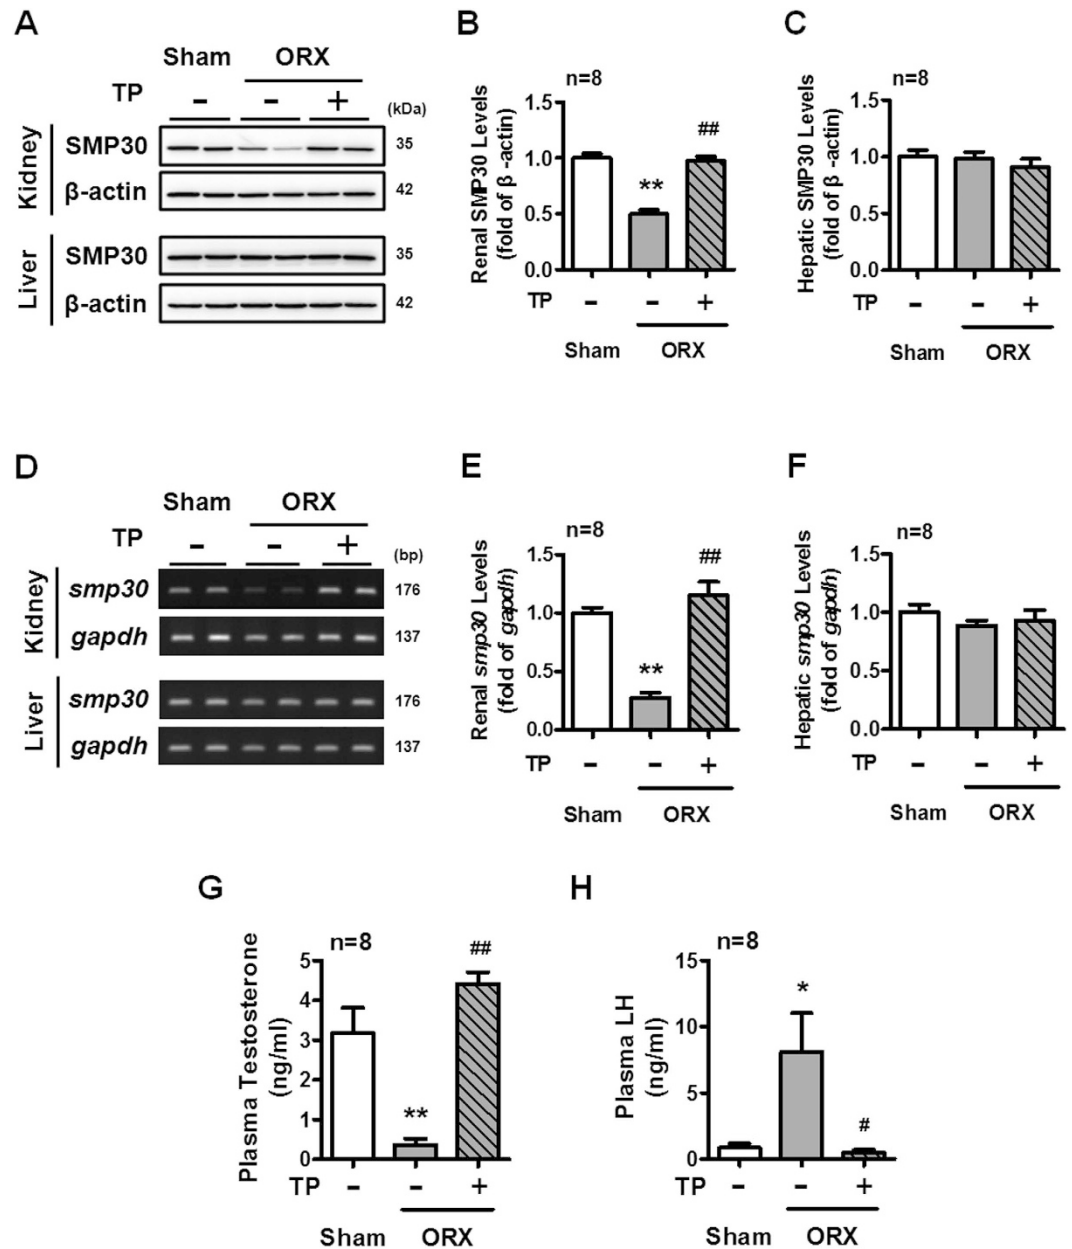 A
Sham ORX
TP - - + (kDa)
Kidney
SMP30 35
β-actin 42
Liver
SMP30 35
β-actin 42
B
n=8
Renal SMP30 Levels
(fold of β -actin)
1.5
1.0
0.5
0.0
**
##
TP - - +
Sham ORX
C
n=8
Hepatic SMP30 Levels
(fold of β -actin)
1.5
1.0
0.5
0.0
- - +
Sham ORX
D
Sham ORX
TP - - + (bp)
Kidney
smp30 176
gapdh 137
Liver
smp30 176
gapdh 137
E
n=8
Renal smp30 Levels
(fold of gapdh)
1.5
1.0
0.5
0.0
**
##
TP - - +
Sham ORX
F
n=8
Hepatic smp30 Levels
(fold of gapdh)
1.5
1.0
0.5
0.0
- - +
Sham ORX
G
n=8
Plasma Testosterone
(ng/ml)
5
4
3
2
1
0
**
##
TP - - +
Sham ORX
H
n=8
Plasma LH
(ng/ml)
15
10
5
0
*
#
TP - - +
Sham ORX